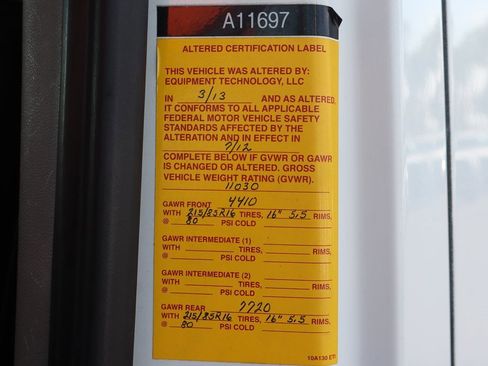 A11697
ALTERED CERTIFICATION LABEL
THIS VEHICLE WAS ALTERED BY:
EQUIPMENT TECHNOLOGY, LLC
IN 3/13 AND AS ALTERED,
IT CONFORMS TO ALL APPLICABLE
FEDERAL MOTOR VEHICLE SAFETY
STANDARDS AFFECTED BY THE
ALTERATION AND IN EFFECT IN
7/12
COMPLETE BELOW IF GVWR OR GAWR
IS CHANGED OR ALTERED. GROSS
VEHICLE WEIGHT RATING (GVWR).
11030
GAWR FRONT 4410
WITH 215/85R16 TIRES, 16" 5.5 RIMS,
@ 80 PSI COLD
GAWR INTERMEDIATE (1)
WITH TIRES, RIMS,
@ PSI COLD
GAWR INTERMEDIATE (2)
WITH TIRES, RIMS,
@ PSI COLD
GAWR REAR 7720
WITH 215/85R16 TIRES, 16" 5.5 RIMS,
@ 80 PSI COLD
10A130 ETI